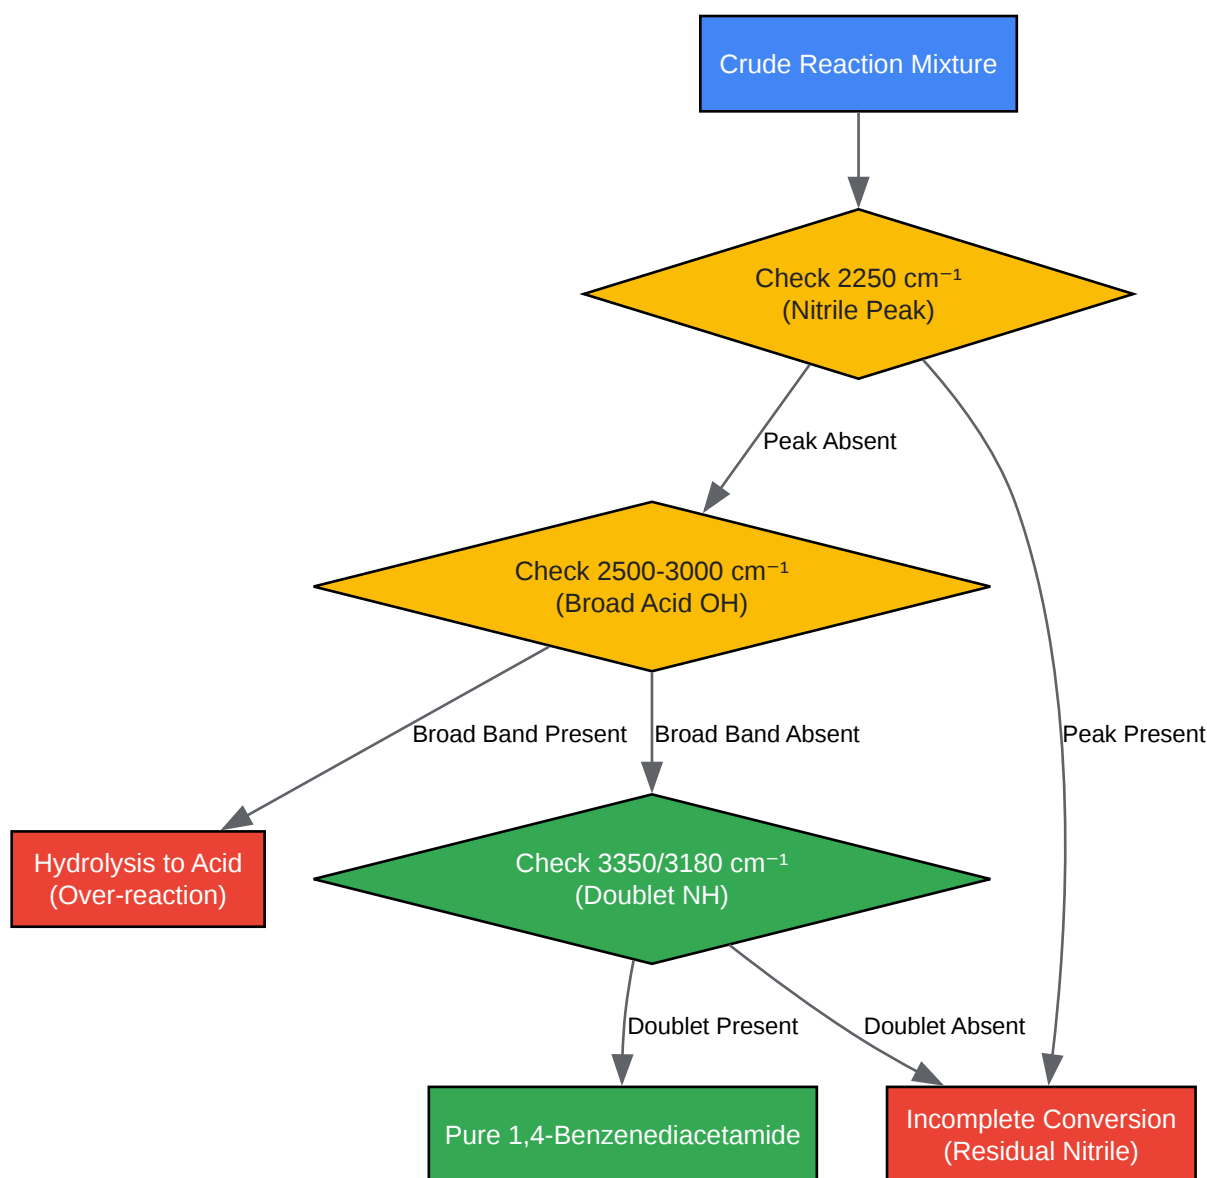 Crude Reaction Mixture
Check 2250 cm⁻¹
(Nitrile Peak)
Peak Absent
Check 2500-3000 cm⁻¹
(Broad Acid OH)
Broad Band Present
Broad Band Absent
Peak Present
Hydrolysis to Acid
(Over-reaction)
Check 3350/3180 cm⁻¹
(Doublet NH)
Doublet Present
Doublet Absent
Pure 1,4-Benzenediacetamide
Incomplete Conversion
(Residual Nitrile)